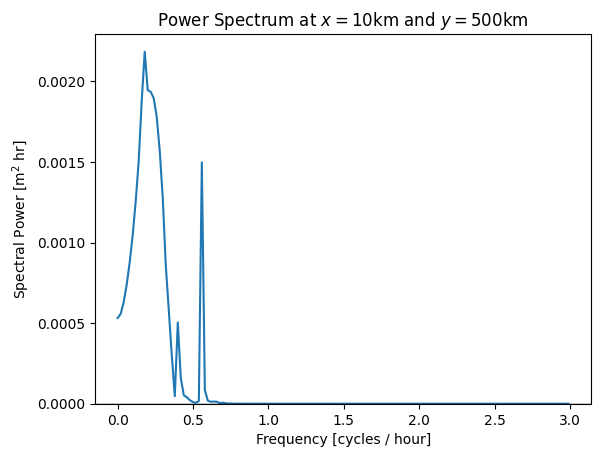 Power Spectrum at x = 10km and y = 500km
Spectral Power [m² hr]
0.0020
0.0015
0.0010
0.0005
0.0000
0.0 0.5 1.0 1.5 2.0 2.5 3.0
Frequency [cycles / hour]